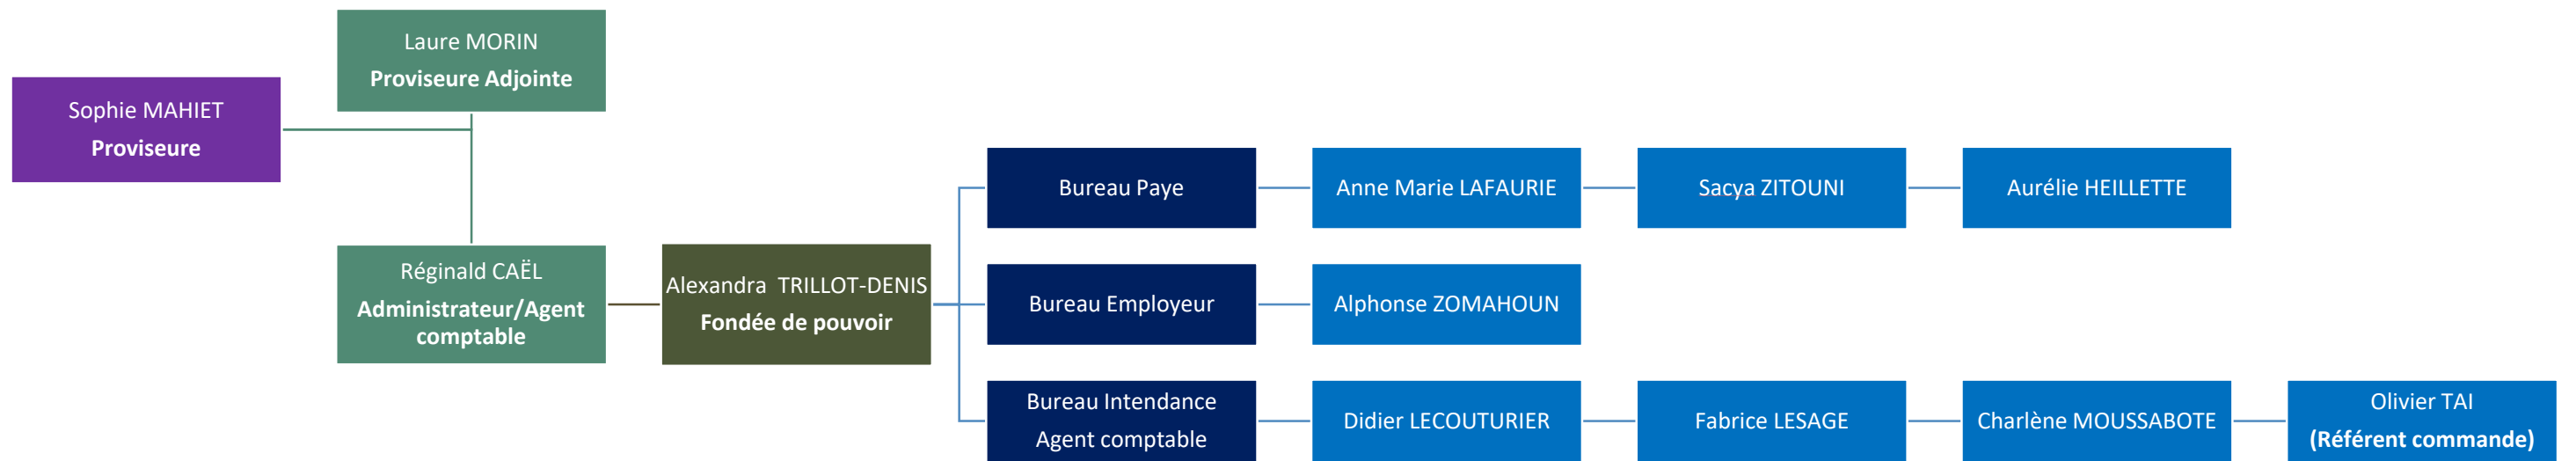 Laure MORIN
Proviseure Adjointe
Sophie MAHIET
Proviseure
Réginald CAËL
Administrateur/Agent
comptable
Alexandra TRILLOT-DENIS
Fondée de pouvoir
Bureau Paye
Anne Marie LAFAURIE
Sacya ZITOUNI
Aurélie HEILLETTE
Bureau Employeur
Alphonse ZOMAHOUN
Bureau Intendance
Agent comptable
Didier LECOUTURIER
Fabrice LESAGE
Charlène MOUSSABOTE
Olivier TAI
(Référent commande)